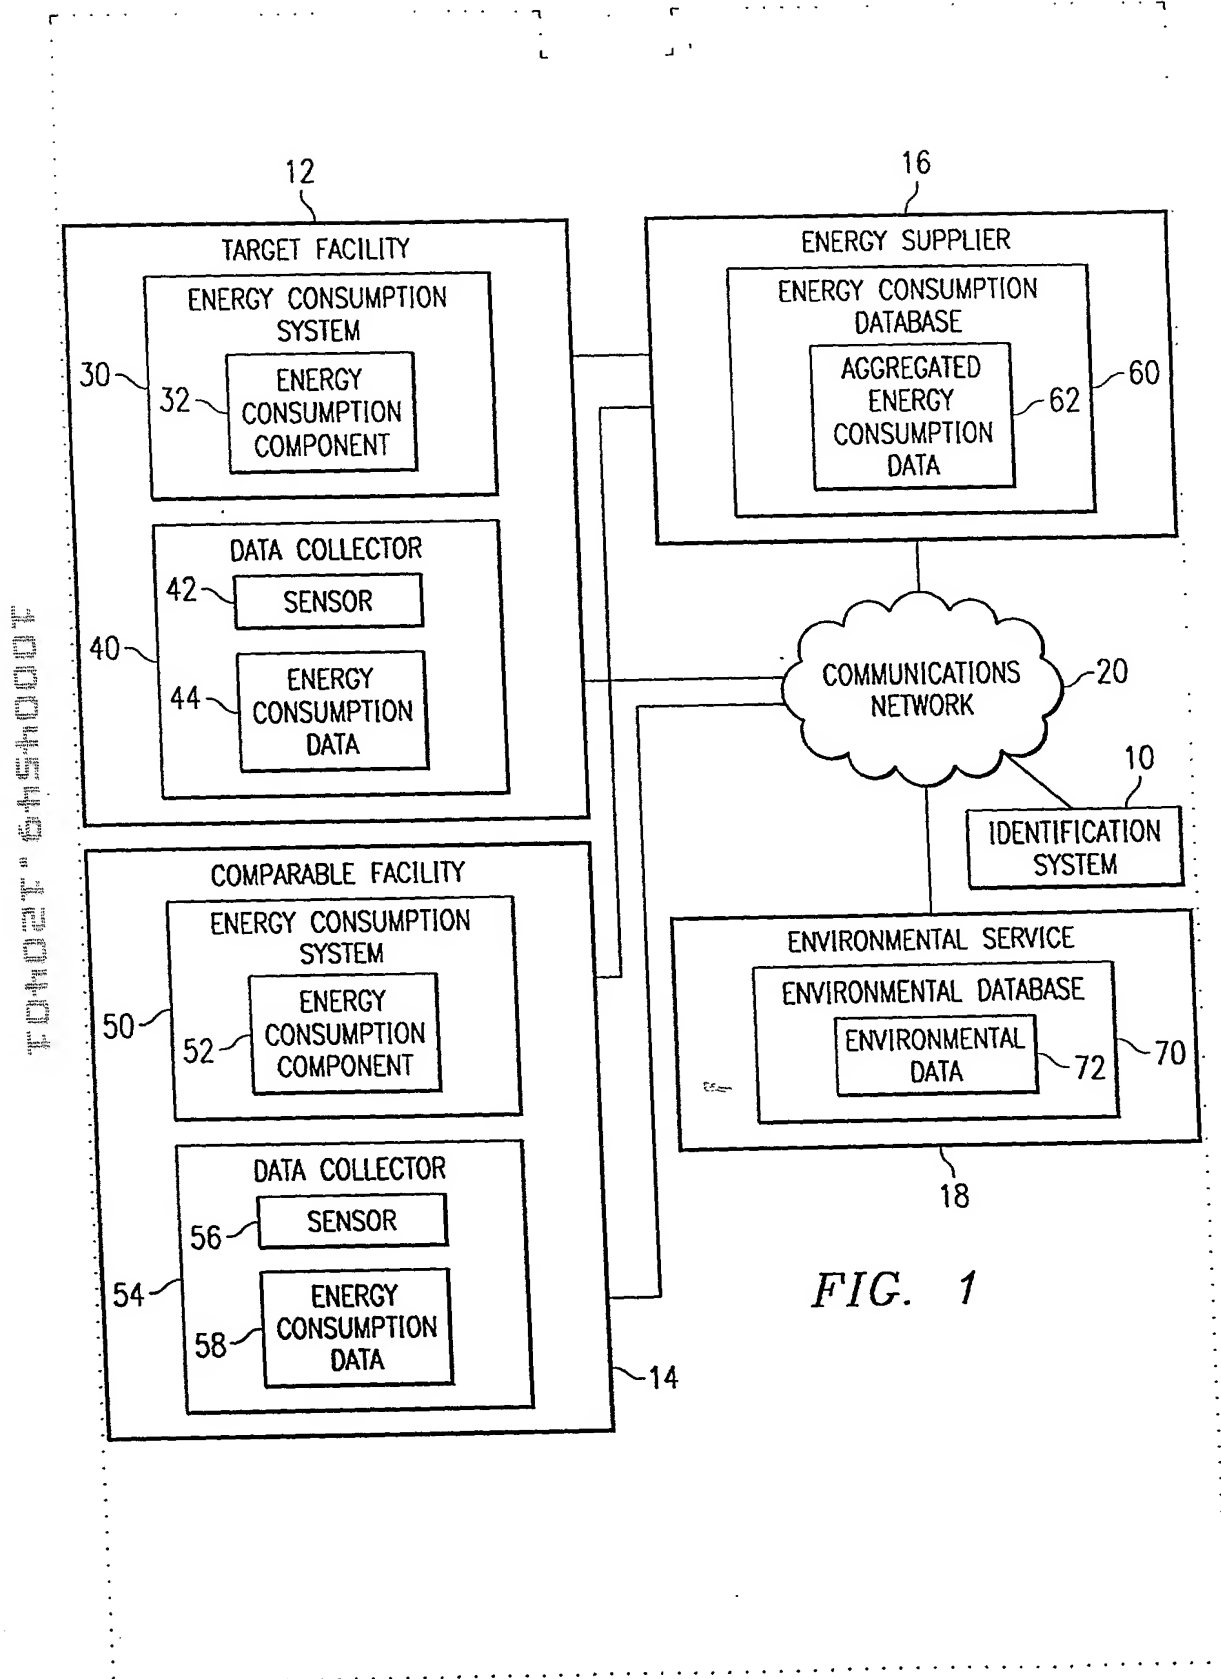 12
TARGET FACILITY
ENERGY CONSUMPTION
SYSTEM
30
32
ENERGY
CONSUMPTION
COMPONENT
DATA COLLECTOR
42
SENSOR
40
44
ENERGY
CONSUMPTION
DATA
16
ENERGY SUPPLIER
ENERGY CONSUMPTION
DATABASE
AGGREGATED
ENERGY
CONSUMPTION
DATA
62
60
COMMUNICATIONS
NETWORK
20
10
IDENTIFICATION
SYSTEM
COMPARABLE FACILITY
ENERGY CONSUMPTION
SYSTEM
50
52
ENERGY
CONSUMPTION
COMPONENT
DATA COLLECTOR
56
SENSOR
54
58
ENERGY
CONSUMPTION
DATA
14
ENVIRONMENTAL SERVICE
ENVIRONMENTAL DATABASE
ENVIRONMENTAL
DATA
72
70
18
FIG. 1